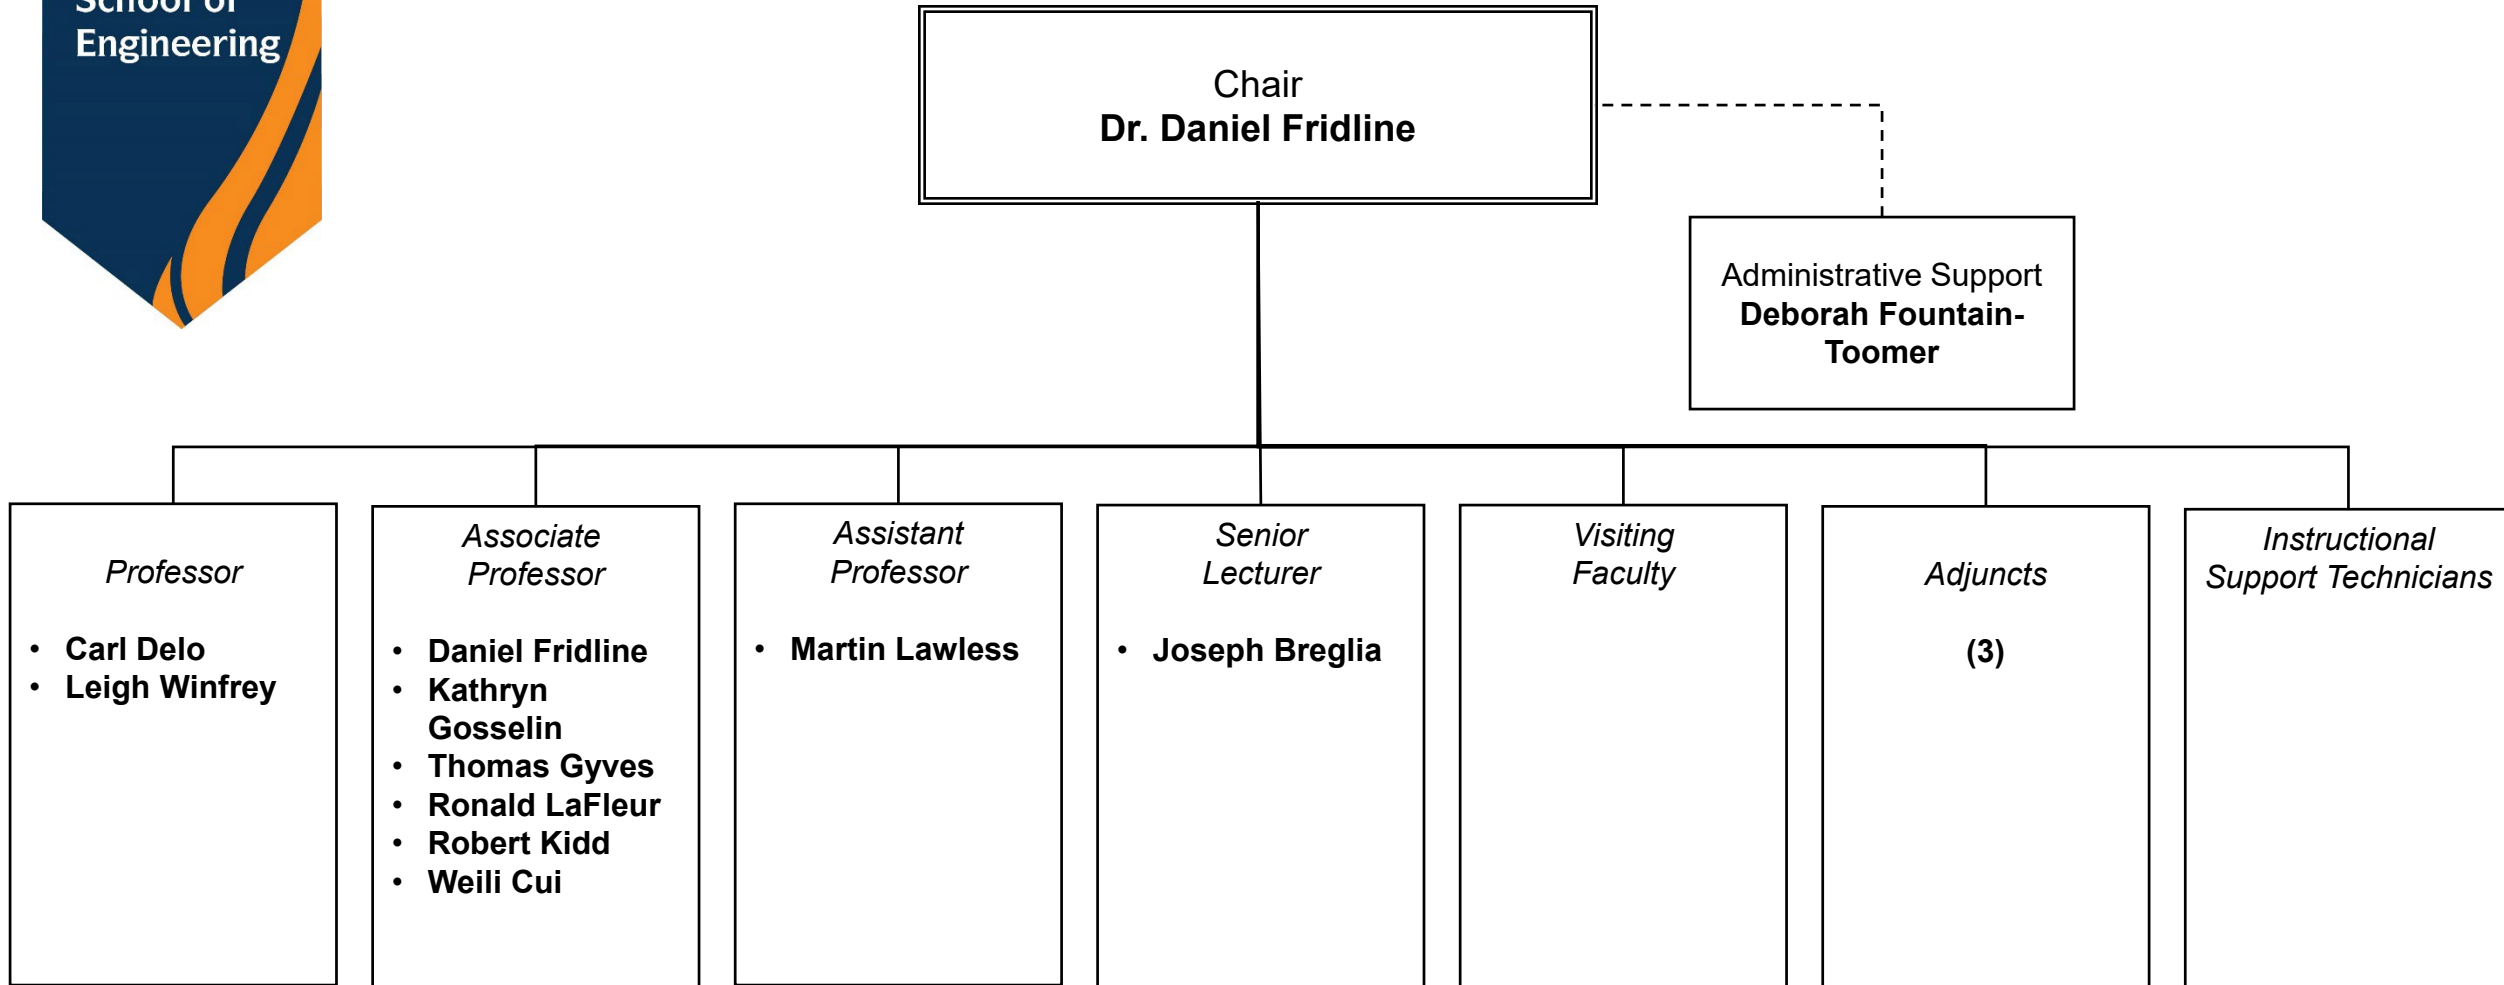 School of
Engineering
Chair
Dr. Daniel Fridline
Administrative Support
Deborah Fountain-
Toomer
Professor
• Carl Delo
• Leigh Winfrey
Associate
Professor
• Daniel Fridline
• Kathryn
Gosselin
• Thomas Gyves
• Ronald LaFleur
• Robert Kidd
• Weili Cui
Assistant
Professor
• Martin Lawless
Senior
Lecturer
• Joseph Breglia
Visiting
Faculty
Adjuncts
(3)
Instructional
Support Technicians